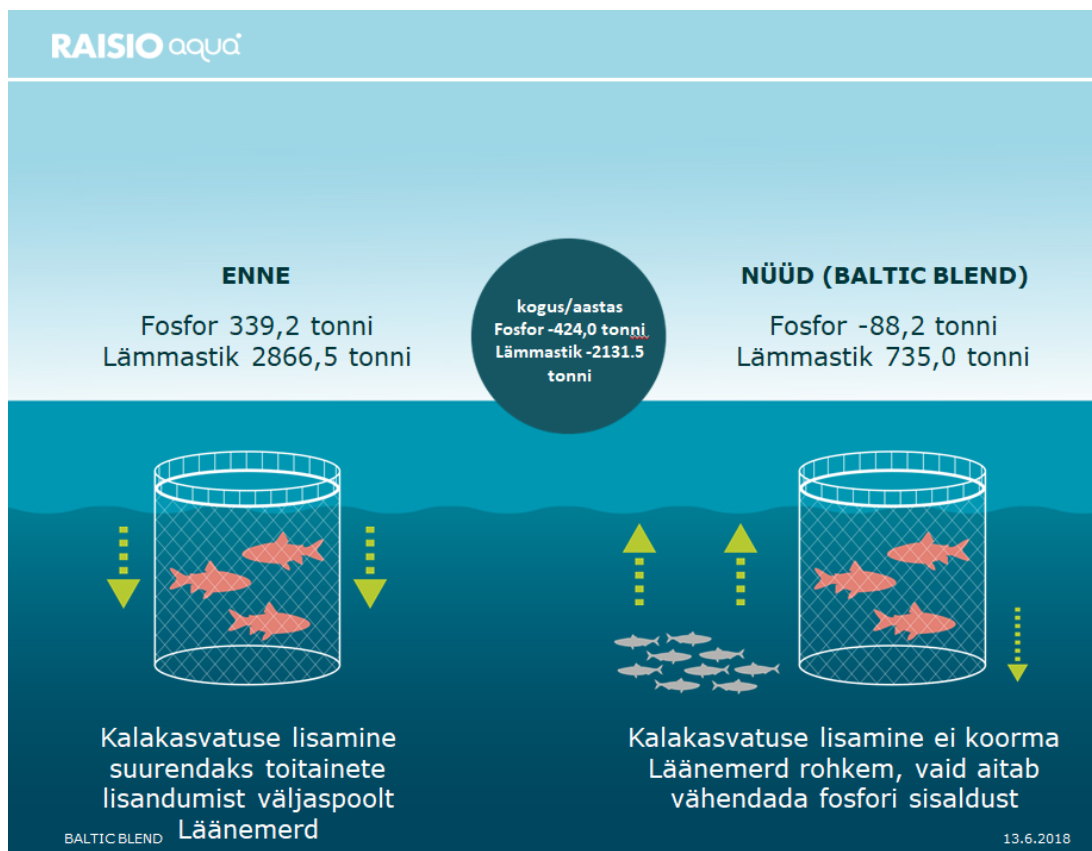 RAISIO aqua
ENNE
Fosfor 339,2 tonni
Lämmastik 2866,5 tonni
kogus/aastas
Fosfor -424,0 tonni
Lämmastik -2131.5
tonni
NÜÜD (BALTIC BLEND)
Fosfor -88,2 tonni
Lämmastik 735,0 tonni
Kalakasvatuse lisamine
suurendaks toitainete
lisandumist väljaspoolt
Läänemerd
Kalakasvatuse lisamine ei koorma
Läänemerd rohkem, vaid aitab
vähendada fosfori sisaldust
BALTIC BLEND
13.6.2018